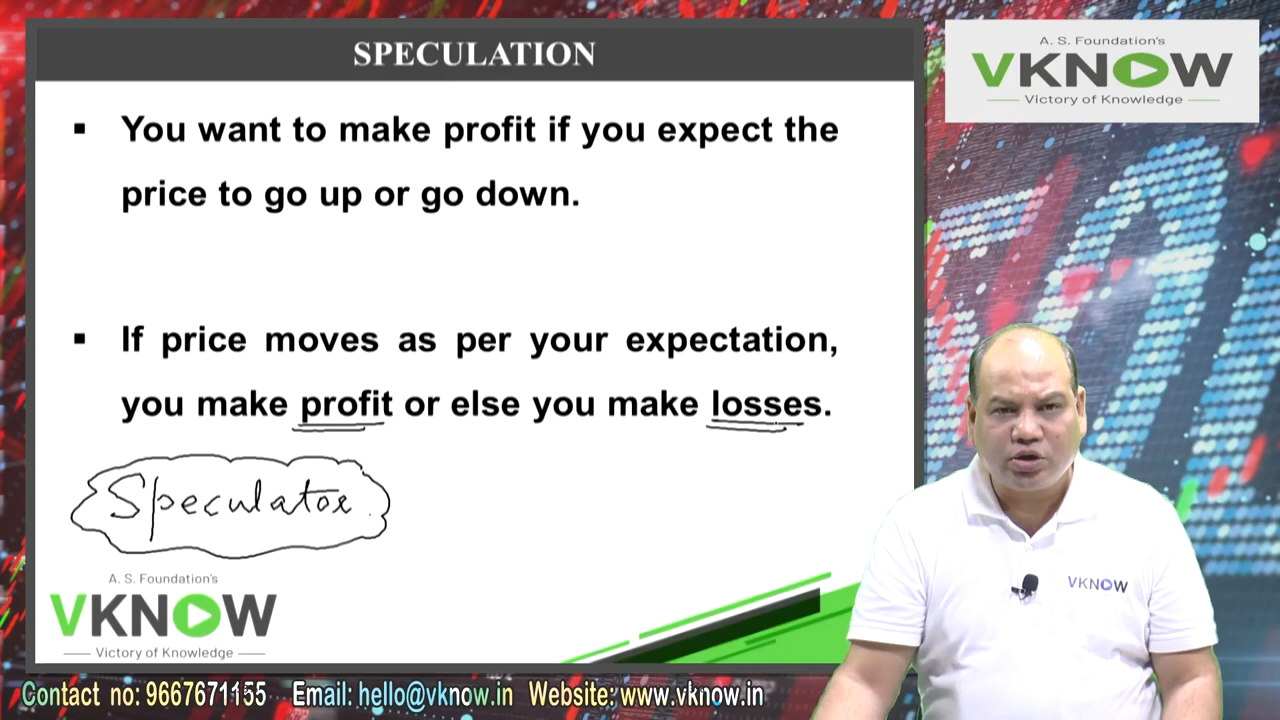 SPECULATION
A. S. Foundation's
VKNOW
Victory of Knowledge
▪ You want to make profit if you expect the
price to go up or go down.
▪ If price moves as per your expectation,
you make profit or else you make losses.
Speculator.
A. S. Foundation's
VKNOW
Victory of Knowledge
VKNOW
Contact no: 9667671155 Email: hello@vknow.in Website: www.vknow.in